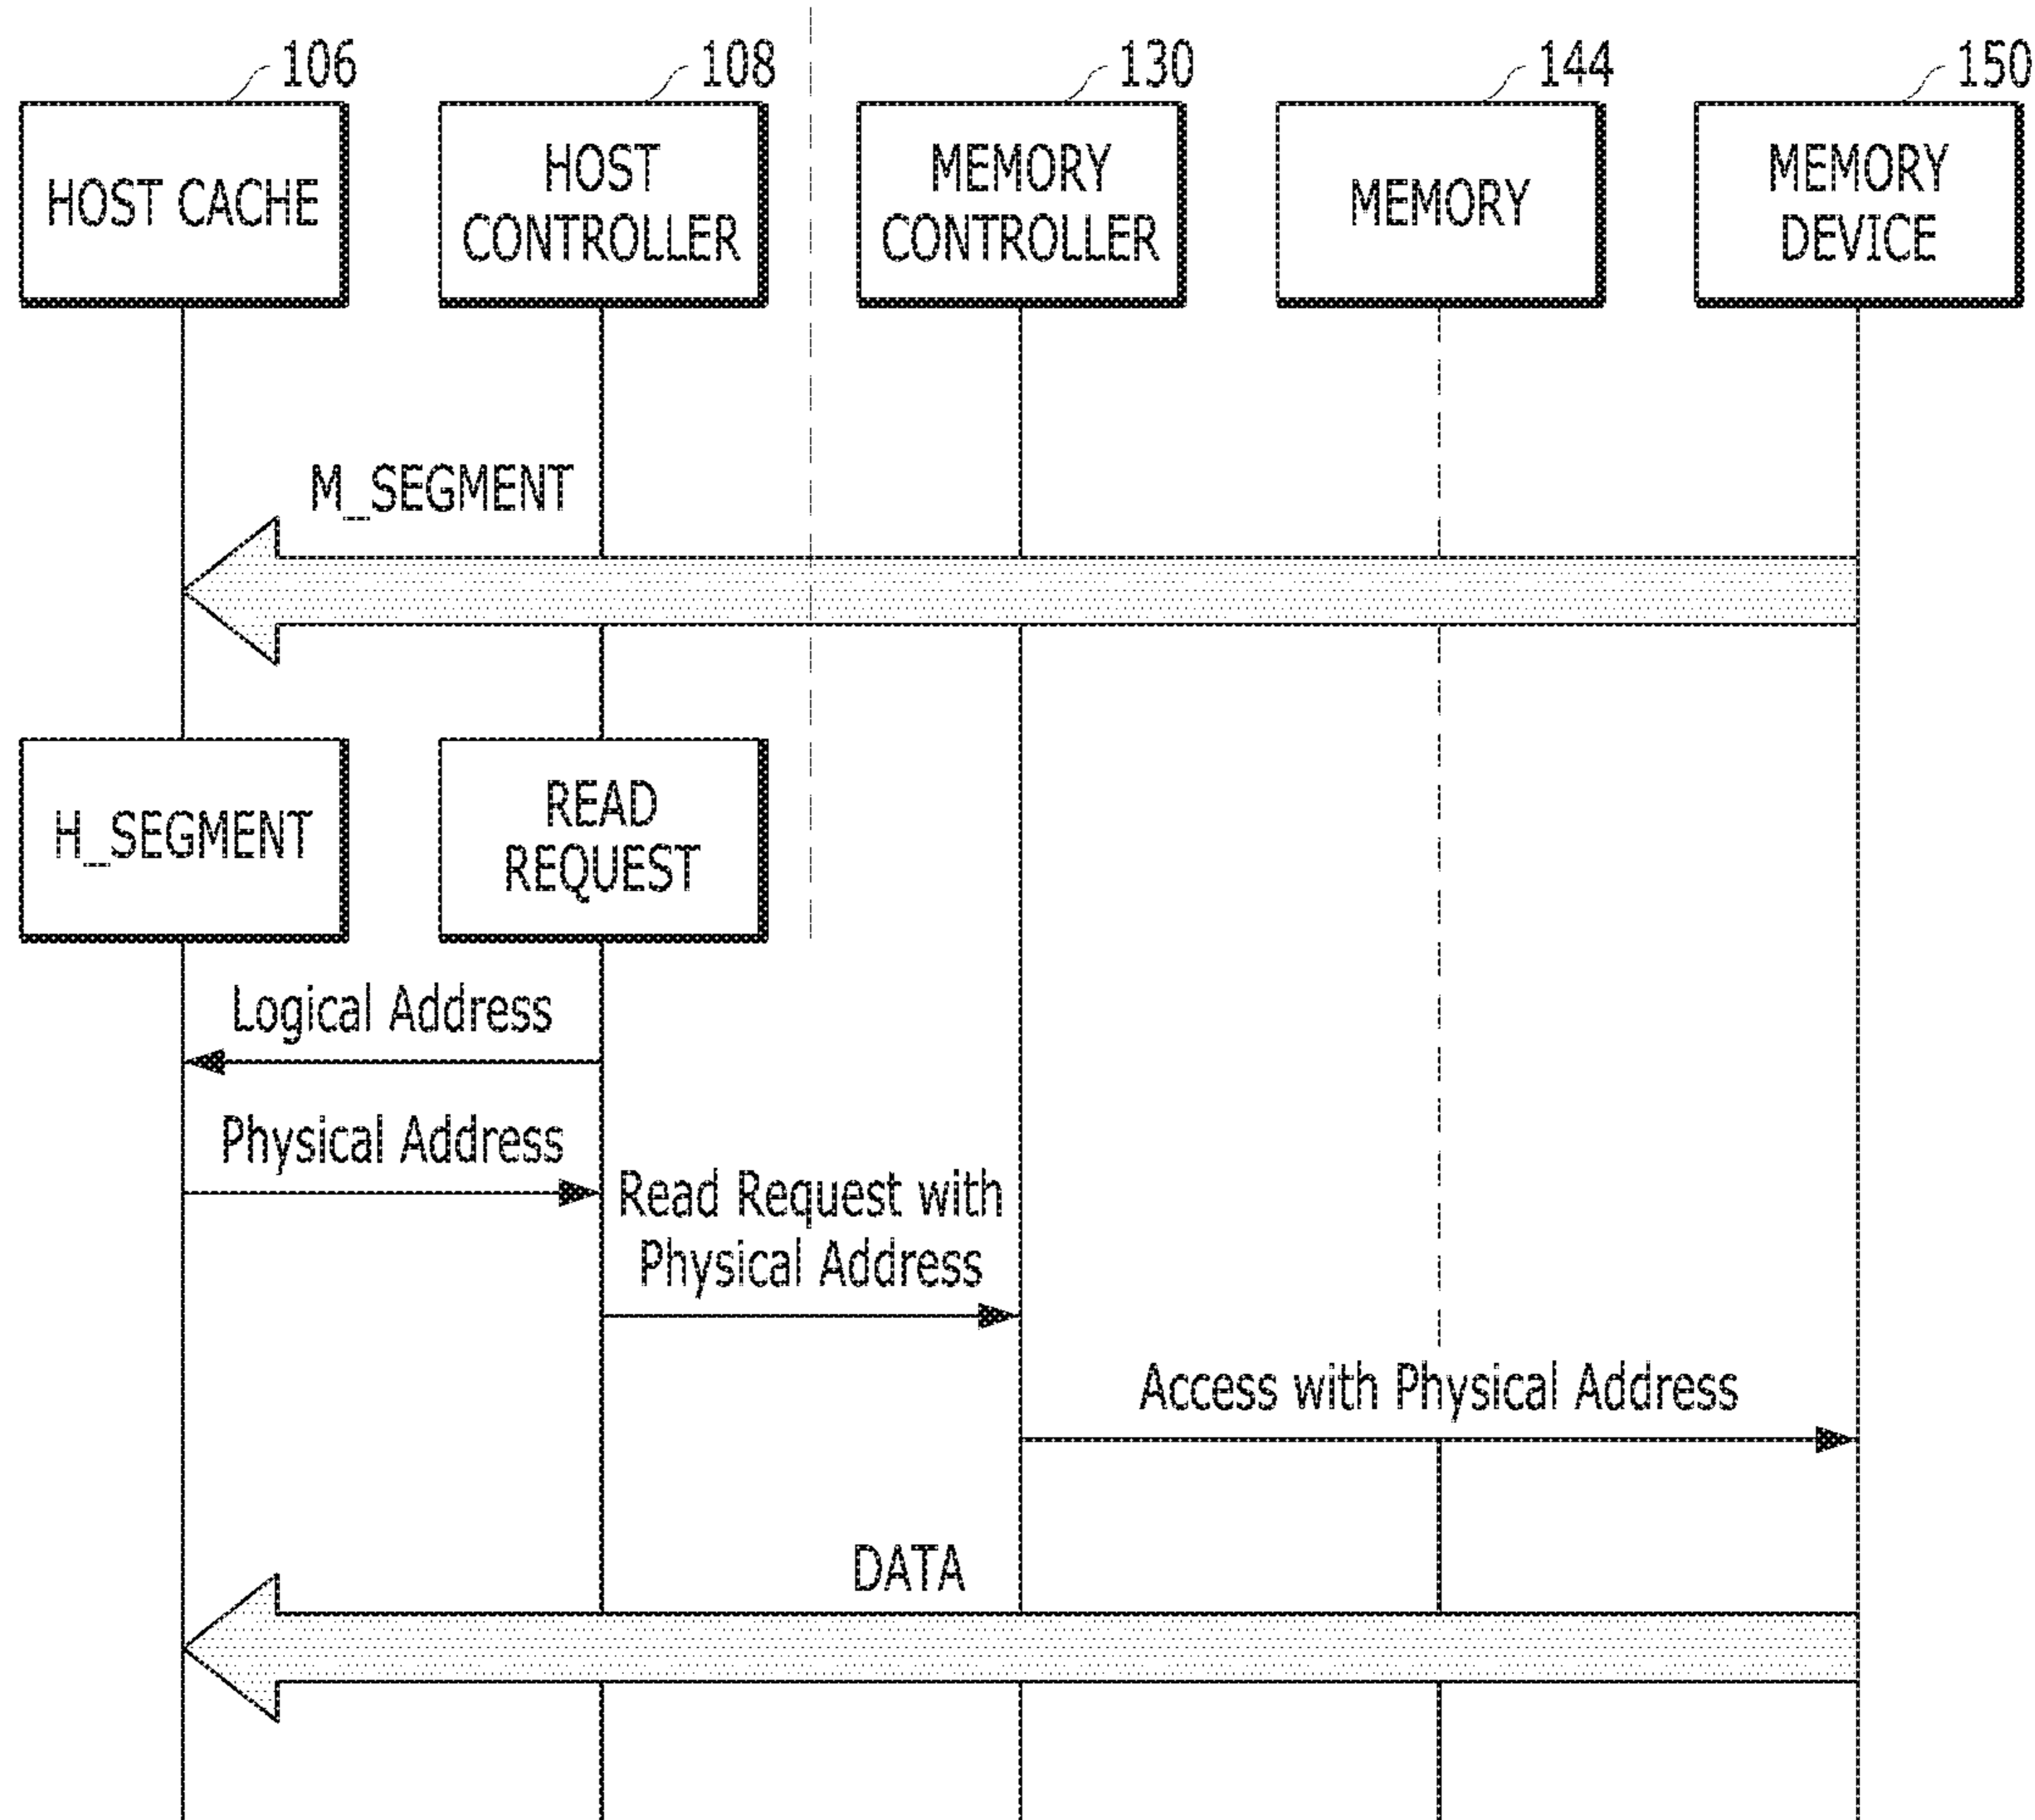 106
108
130
144
150
HOST CACHE
HOST
CONTROLLER
MEMORY
CONTROLLER
MEMORY
MEMORY
DEVICE
M_SEGMENT
H_SEGMENT
READ
REQUEST
Logical Address
Physical Address
Read Request with
Physical Address
Access with Physical Address
DATA